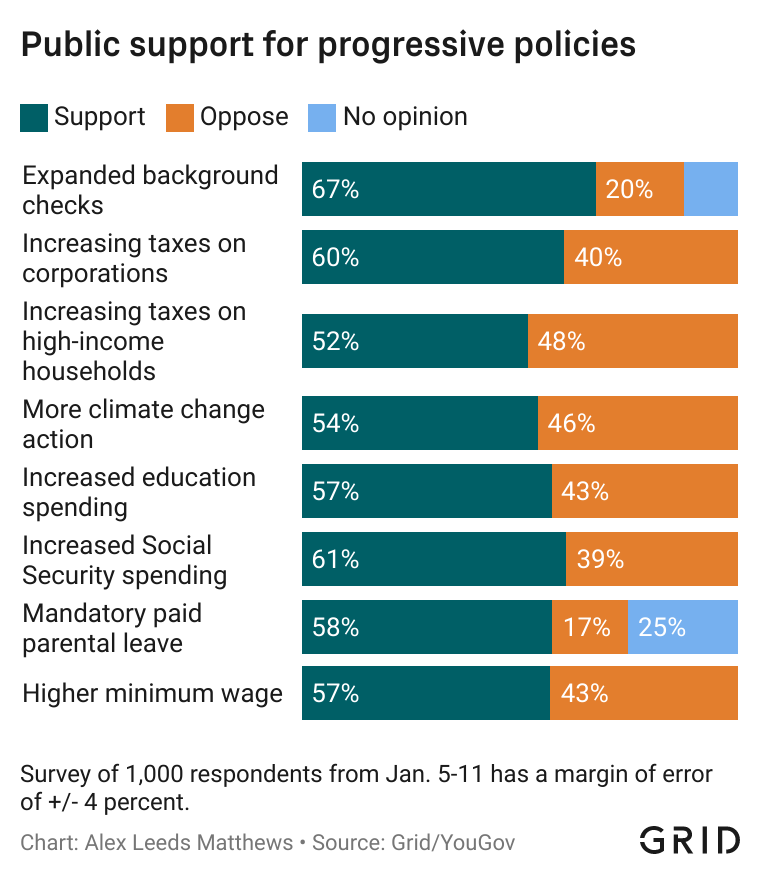 Public support for progressive policies
Support Oppose No opinion
Expanded background
checks
67% 20%
Increasing taxes on
corporations
60% 40%
Increasing taxes on
high-income
households
52% 48%
More climate change
action
54% 46%
Increased education
spending
57% 43%
Increased Social
Security spending
61% 39%
Mandatory paid
parental leave
58% 17% 25%
Higher minimum wage 57% 43%
Survey of 1,000 respondents from Jan. 5-11 has a margin of error
of +/- 4 percent.
Chart: Alex Leeds Matthews • Source: Grid/YouGov
GRID